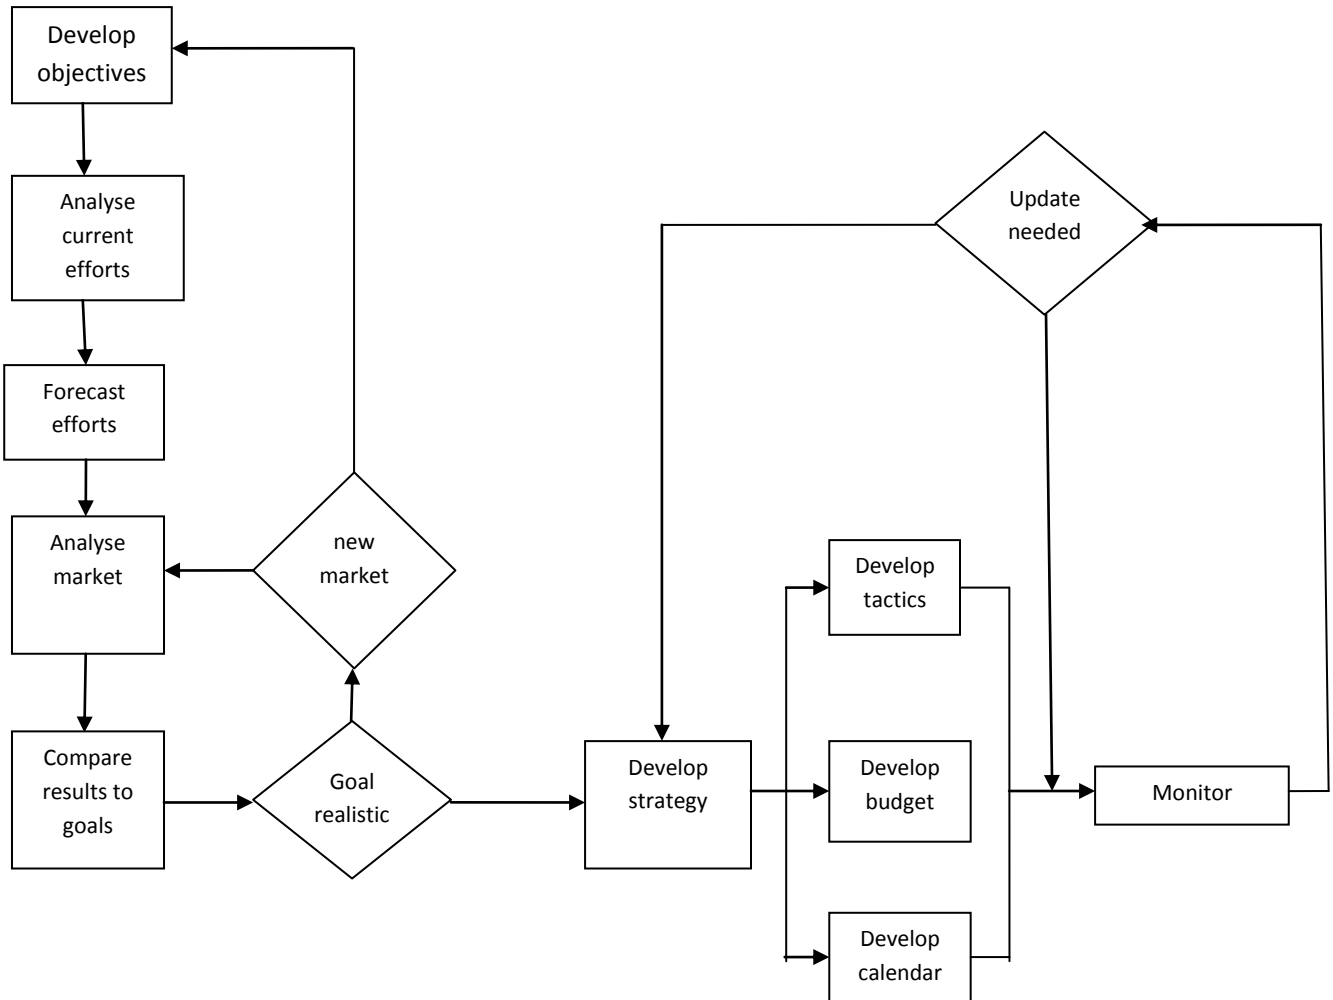 Develop
objectives
Analyse
current
efforts
Forecast
efforts
Analyse
market
Compare
results to
goals
new
market
Goal
realistic
Develop
strategy
Develop
tactics
Develop
budget
Develop
calendar
Monitor
Update
needed